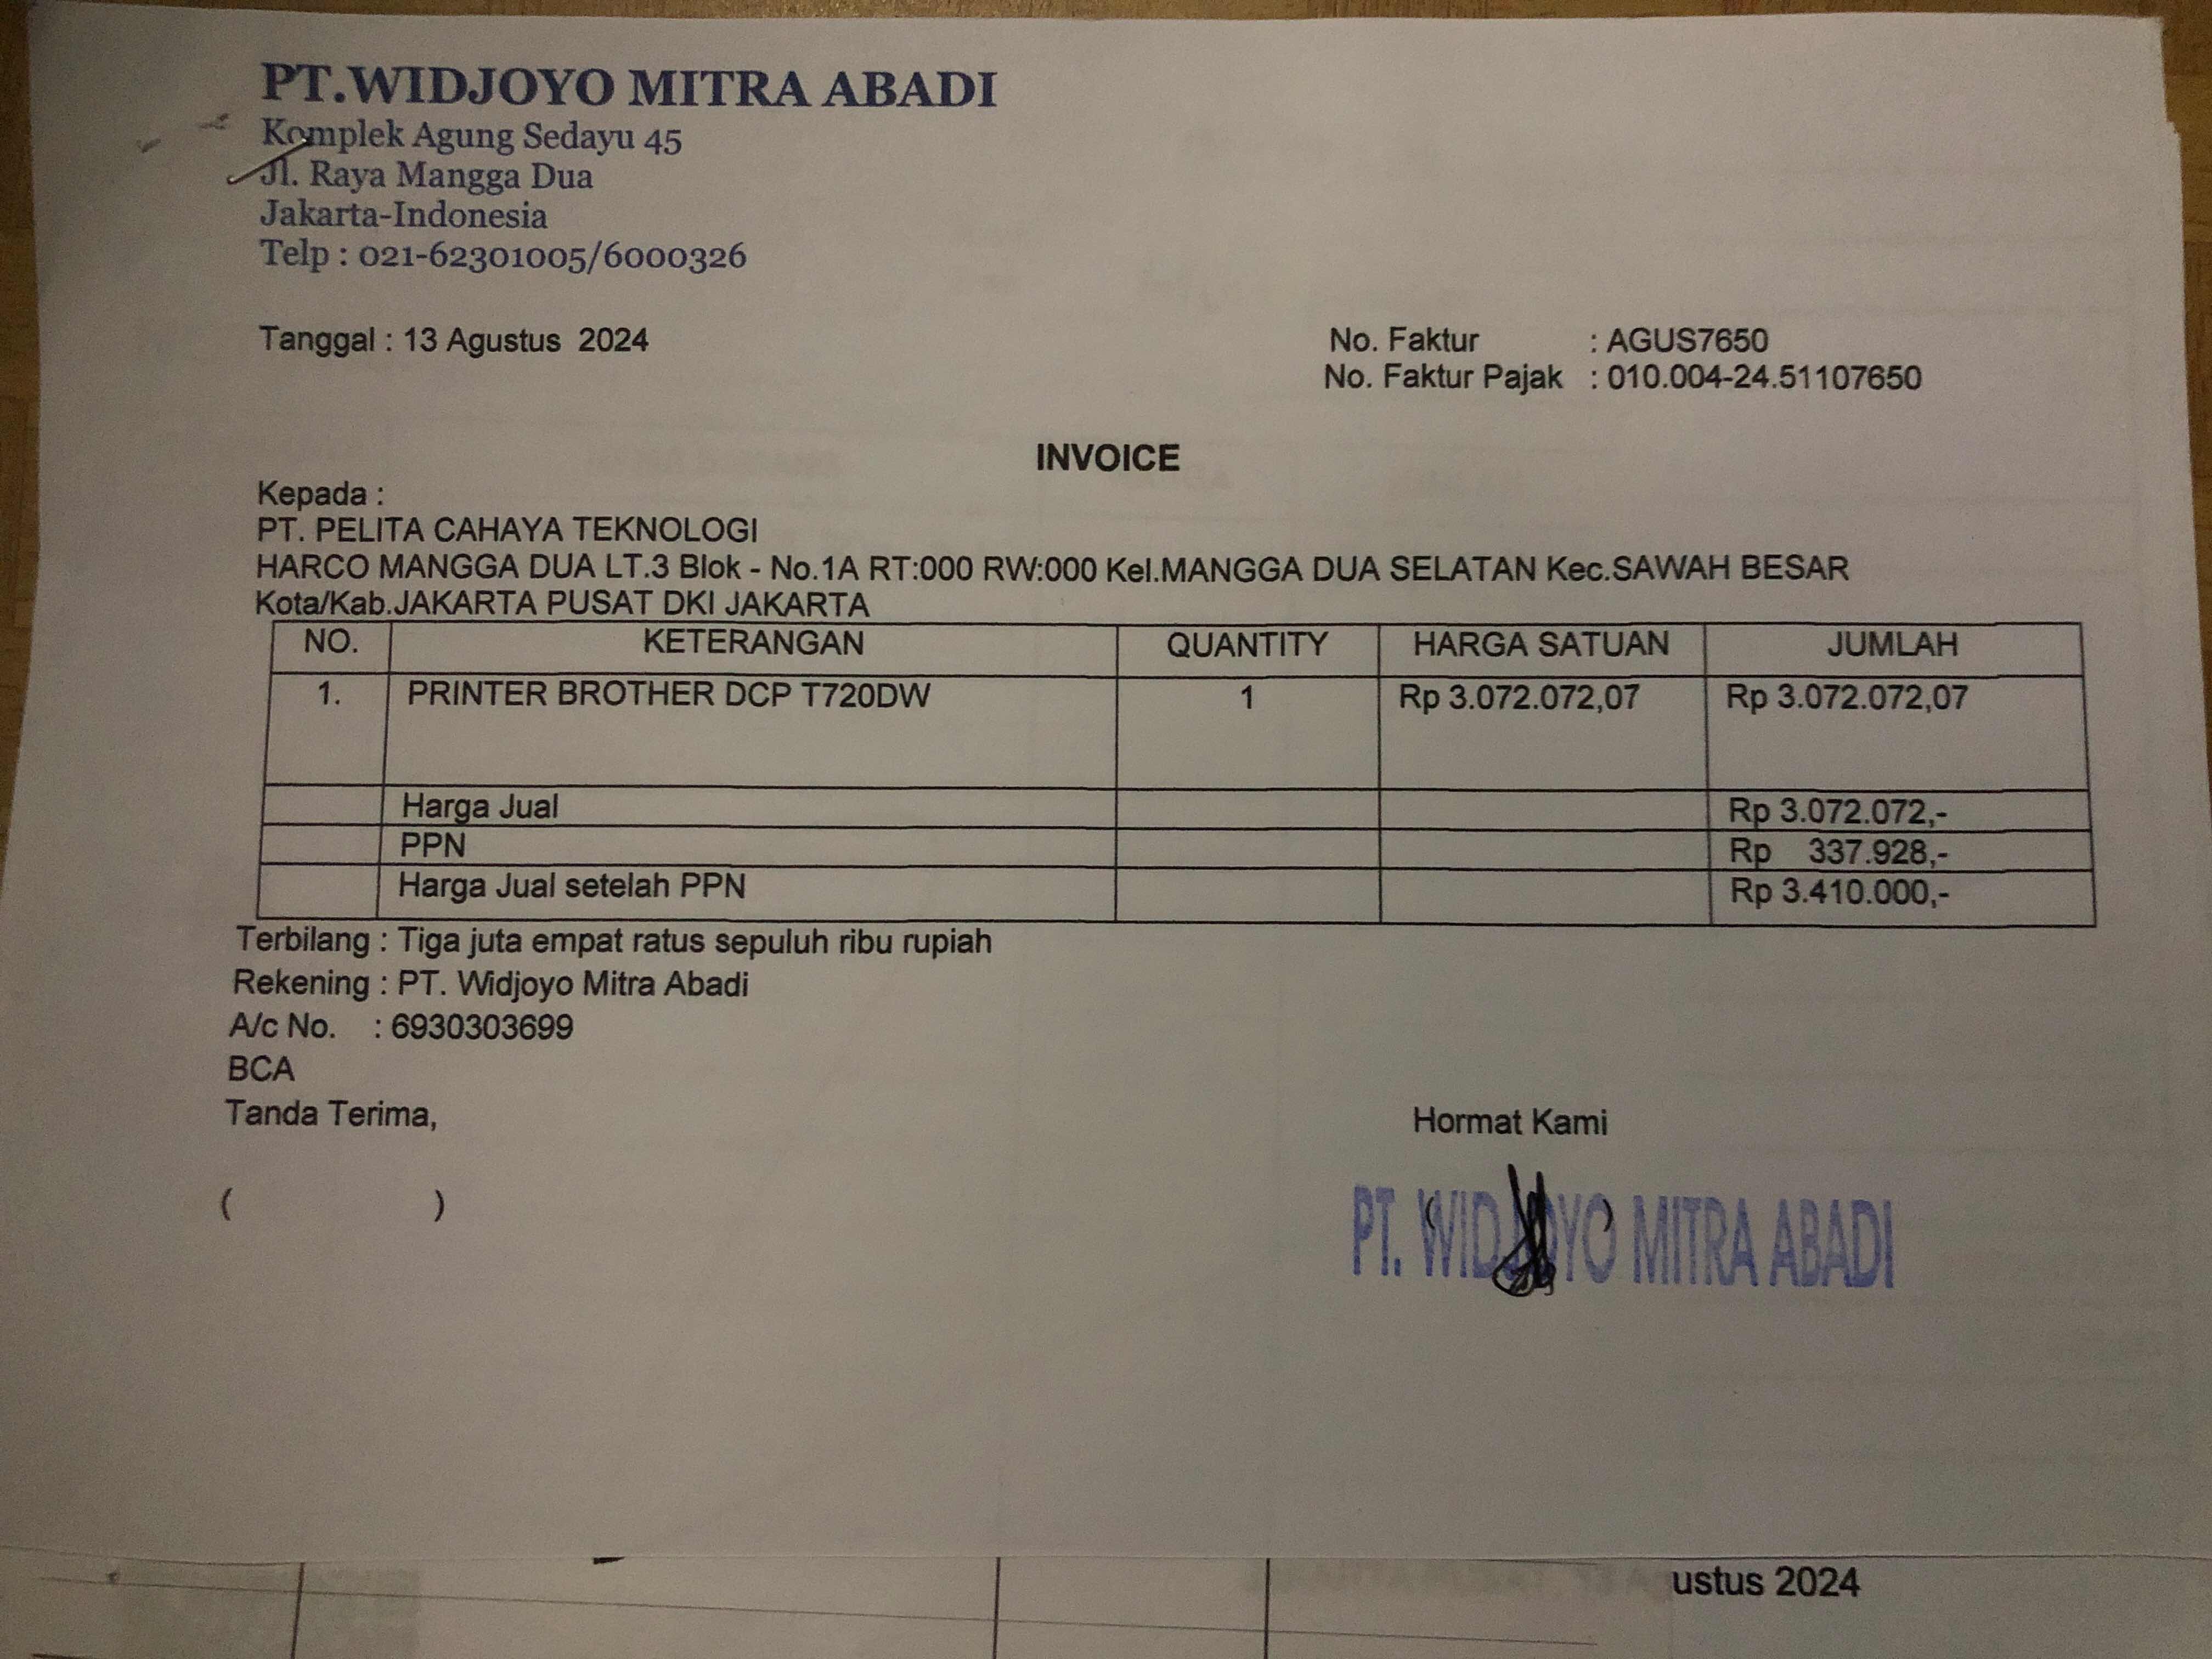 PT.WIDJOYO MITRA ABADI
Komplek Agung Sedayu 45
Jl. Raya Mangga Dua
Jakarta-Indonesia
Telp : 021-62301005/6000326
Tanggal : 13 Agustus 2024
No. Faktur : AGUS7650
No. Faktur Pajak : 010.004-24.51107650
INVOICE
Kepada :
PT. PELITA CAHAYA TEKNOLOGI
HARCO MANGGA DUA LT.3 Blok - No.1A RT:000 RW:000 Kel.MANGGA DUA SELATAN Kec.SAWAH BESAR
Kota/Kab.JAKARTA PUSAT DKI JAKARTA
NO. KETERANGAN QUANTITY HARGA SATUAN JUMLAH
1. PRINTER BROTHER DCP T720DW 1 Rp 3.072.072,07 Rp 3.072.072,07
Harga Jual Rp 3.072.072,-
PPN Rp 337.928,-
Harga Jual setelah PPN Rp 3.410.000,-
Terbilang : Tiga juta empat ratus sepuluh ribu rupiah
Rekening : PT. Widjoyo Mitra Abadi
A/c No. : 6930303699
BCA
Tanda Terima,
Hormat Kami
( )
( )
PT. WIDJOYO MITRA ABADI
ustus 2024